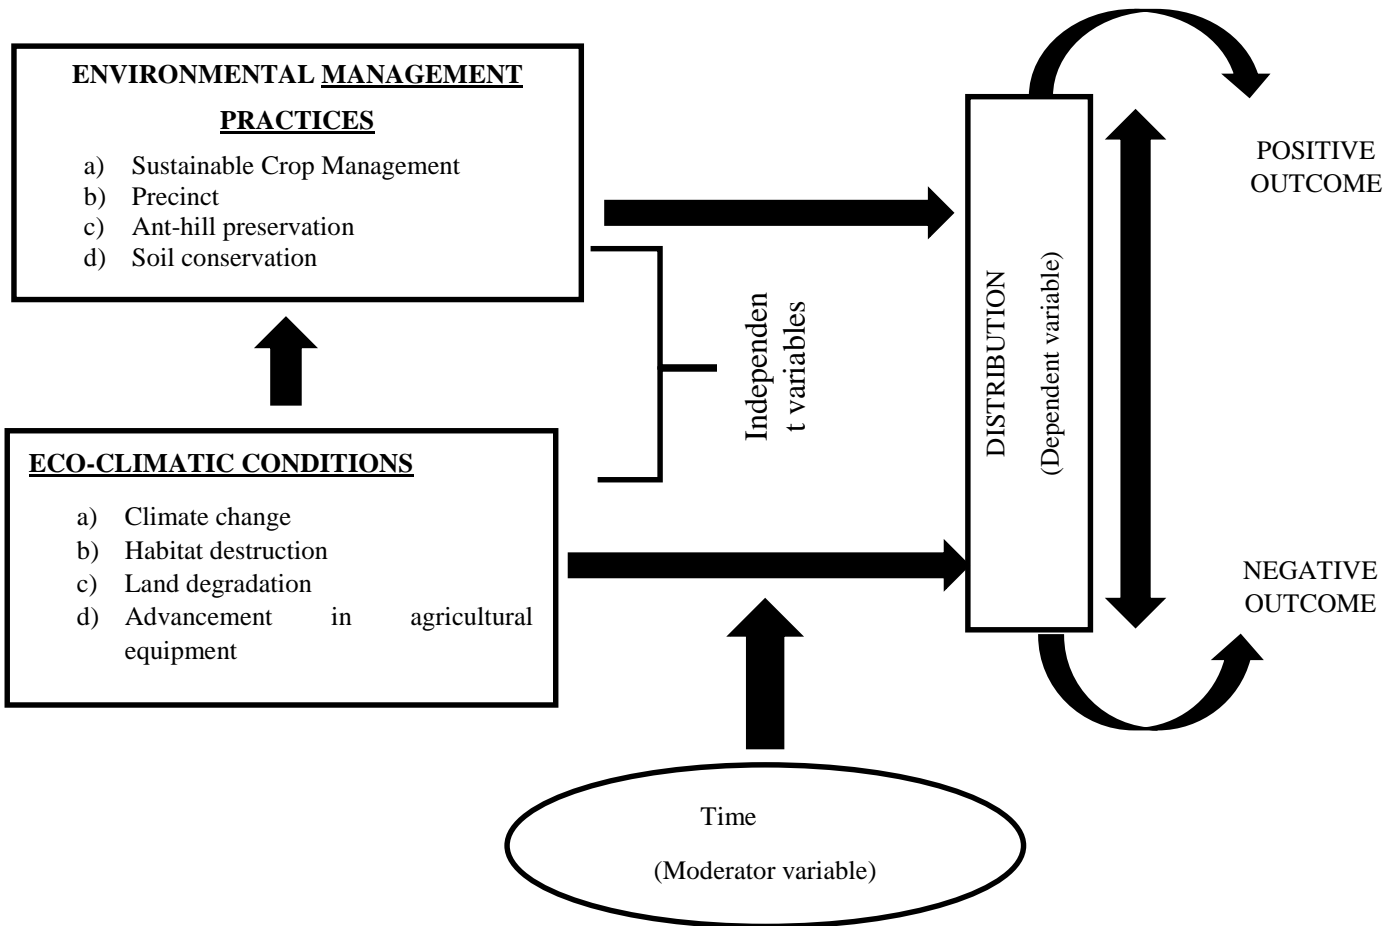 ENVIRONMENTAL MANAGEMENT
PRACTICES
a) Sustainable Crop Management
b) Precinct
c) Ant-hill preservation
d) Soil conservation
ECO-CLIMATIC CONDITIONS
a) Climate change
b) Habitat destruction
c) Land degradation
d) Advancement in agricultural
equipment
Independen
t variables
Time
(Moderator variable)
DISTRIBUTION
(Dependent variable)
POSITIVE
OUTCOME
NEGATIVE
OUTCOME